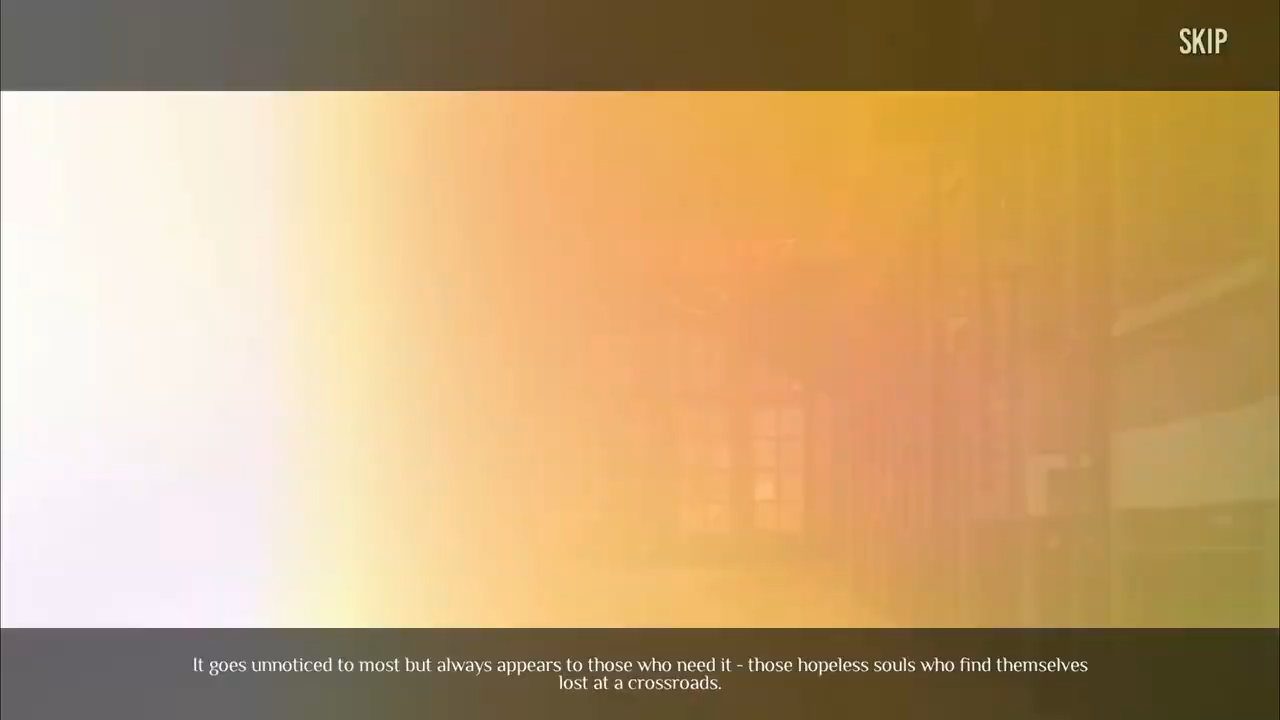 SKIP
It goes unnoticed to most but always appears to those who need it - those hopeless souls who find themselves
lost at a crossroads.